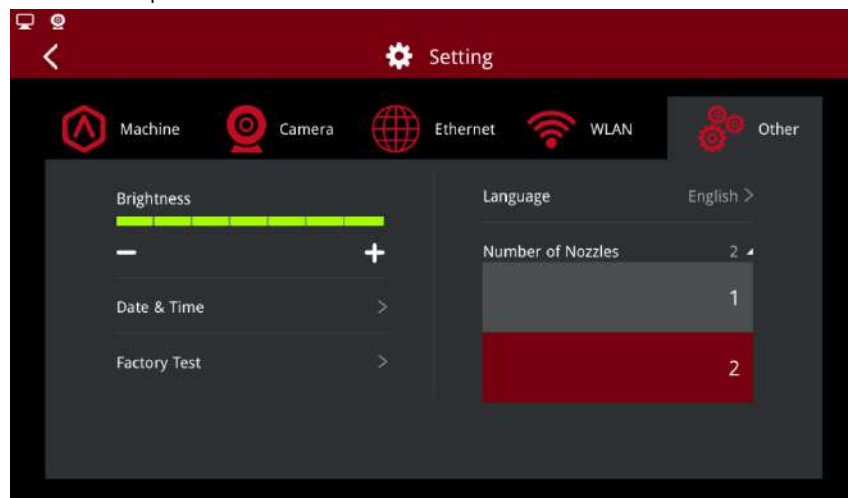 Setting
Machine
Camera
Ethernet
WLAN
Other
Brightness
Language
English >
Number of Nozzles
2
1
2
Date & Time
>
Factory Test
>